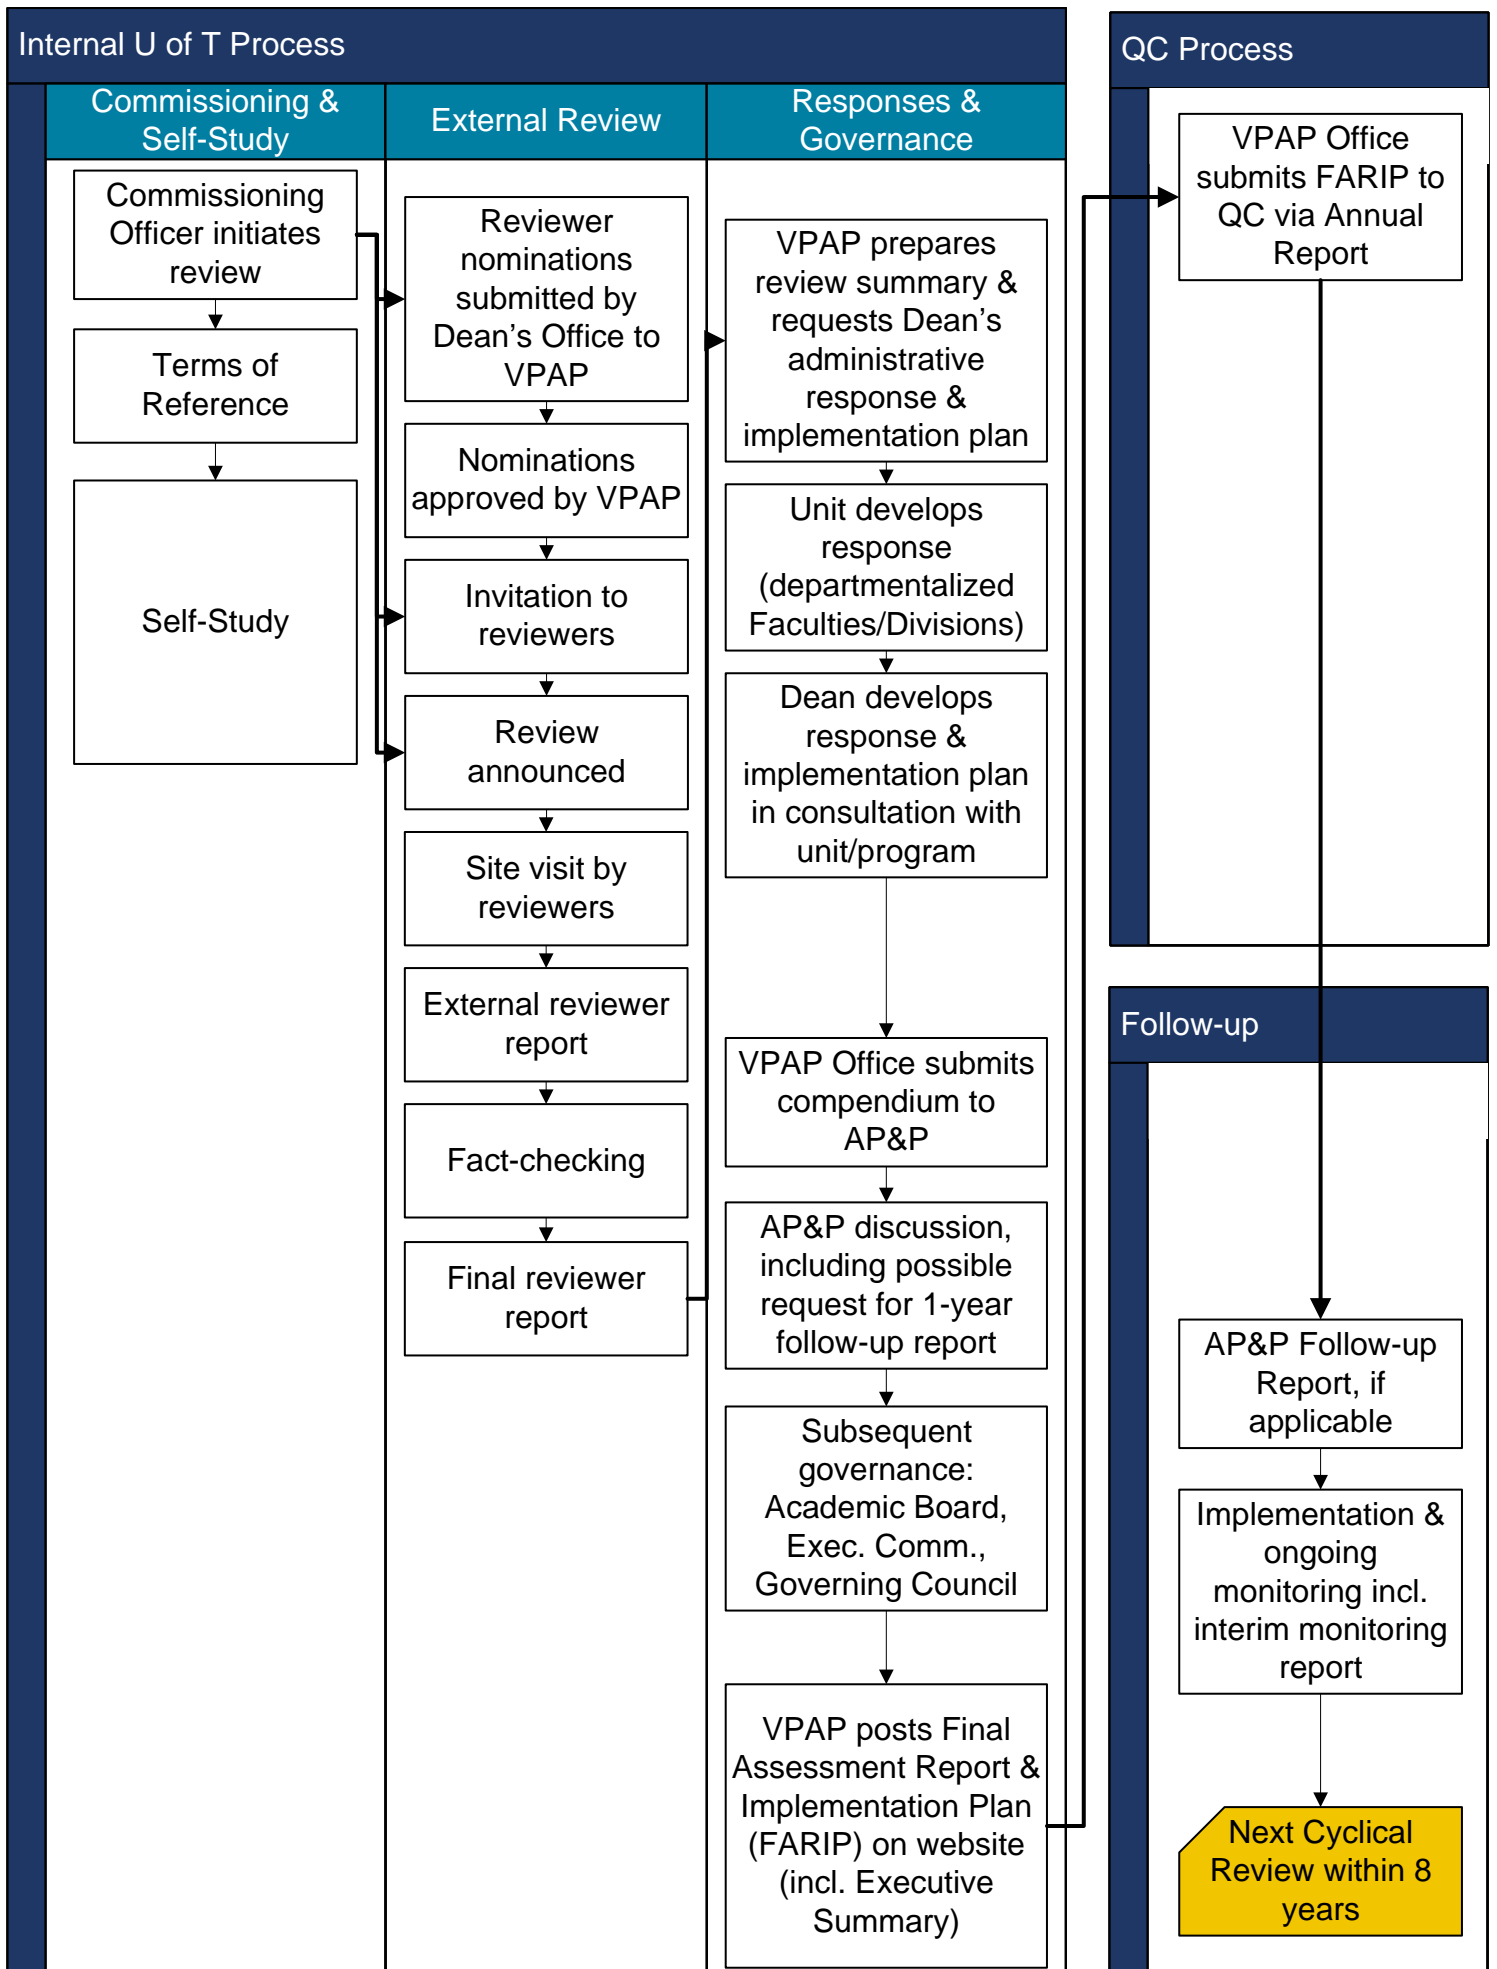 Internal U of T Process
Commissioning &
Self-Study
Commissioning
Officer initiates
review
Terms of
Reference
Self-Study
External Review
Reviewer
nominations
submitted by
Dean’s Office to
VPAP
Nominations
approved by VPAP
Invitation to
reviewers
Review
announced
Site visit by
reviewers
External reviewer
report
Fact-checking
Final reviewer
report
Responses &
Governance
VPAP prepares
review summary &
requests Dean’s
administrative
response &
implementation plan
Unit develops
response
(departmentalized
Faculties/Divisions)
Dean develops
response &
implementation plan
in consultation with
unit/program
VPAP Office submits
compendium to
AP&P
AP&P discussion,
including possible
request for 1-year
follow-up report
Subsequent
governance:
Academic Board,
Exec. Comm.,
Governing Council
VPAP posts Final
Assessment Report &
Implementation Plan
(FARIP) on website
(incl. Executive
Summary)
QC Process
VPAP Office
submits FARIP to
QC via Annual
Report
Follow-up
AP&P Follow-up
Report, if
applicable
Implementation &
ongoing
monitoring incl.
interim monitoring
report
Next Cyclical
Review within 8
years